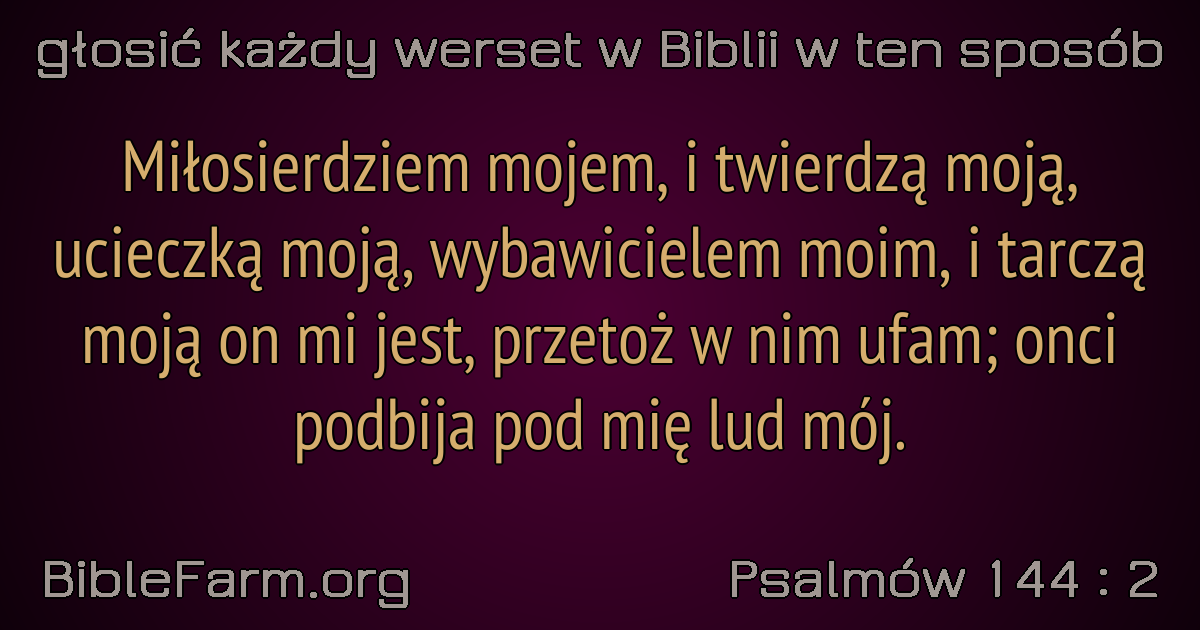 głosić każdy werset w Biblii w ten sposób
Miłosierdziem mojem, i twierdzą moją,
ucieczką moją, wybawicielem moim, i tarczą
moją on mi jest, przetoż w nim ufam; onci
podbija pod mię lud mój.
BibleFarm.org
Psalmów 144 : 2